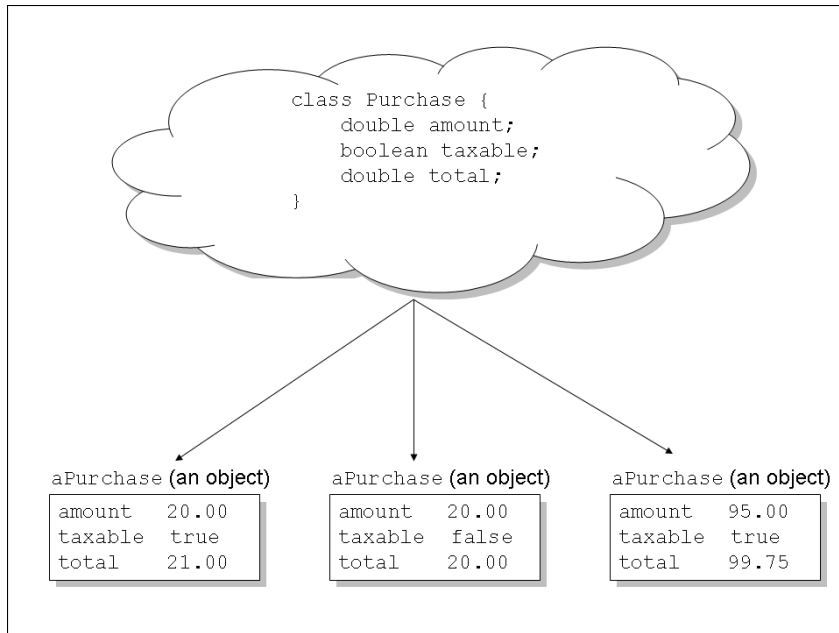 class Purchase {
    double amount;
    boolean taxable;
    double total;
}
aPurchase (an object)
amount 20.00
taxable true
total 21.00
aPurchase (an object)
amount 20.00
taxable false
total 20.00
aPurchase (an object)
amount 95.00
taxable true
total 99.75